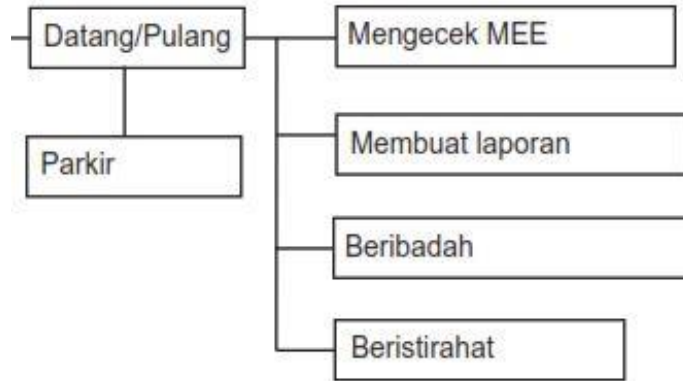 Datang/Pulang
Mengecek MEE
Membuat laporan
Parkir
Beribadah
Beristirahat